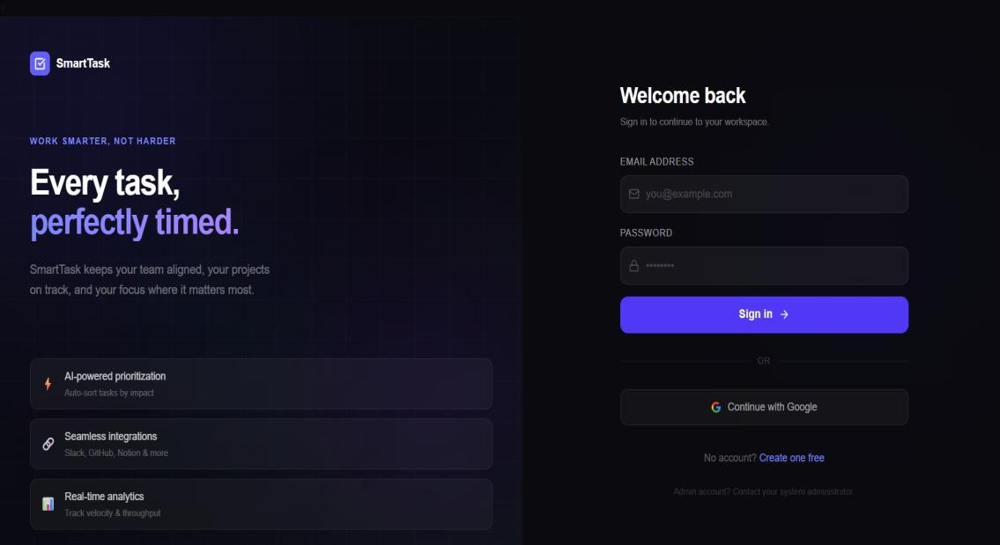 SmartTask
WORK SMARTER, NOT HARDER
Every task,
perfectly timed.
SmartTask keeps your team aligned, your projects
on track, and your focus where it matters most.
AI-powered prioritization
Auto-sort tasks by impact
Seamless integrations
Slack, GitHub, Notion & more
Real-time analytics
Track velocity & throughput
Welcome back
Sign in to continue to your workspace.
EMAIL ADDRESS
you@example.com
PASSWORD
••••••••
Sign in →
OR
Continue with Google
No account? Create one free
Admin account? Contact your system administrator.